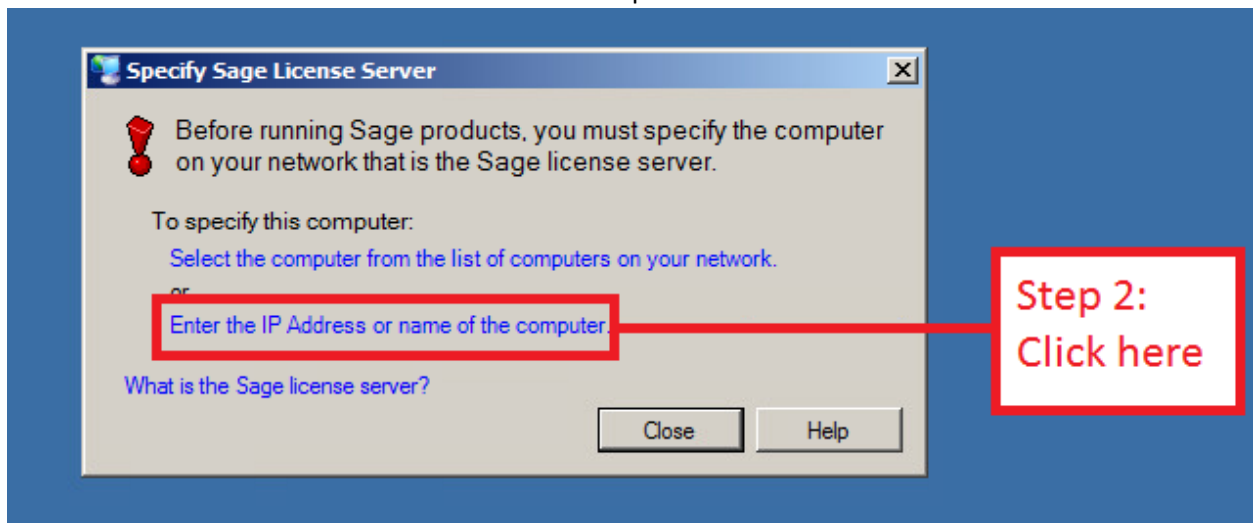 Specify Sage License Server
Before running Sage products, you must specify the computer
on your network that is the Sage license server.
To specify this computer:
Select the computer from the list of computers on your network.
or
Enter the IP Address or name of the computer.
Step 2:
Click here
What is the Sage license server?
Close
Help